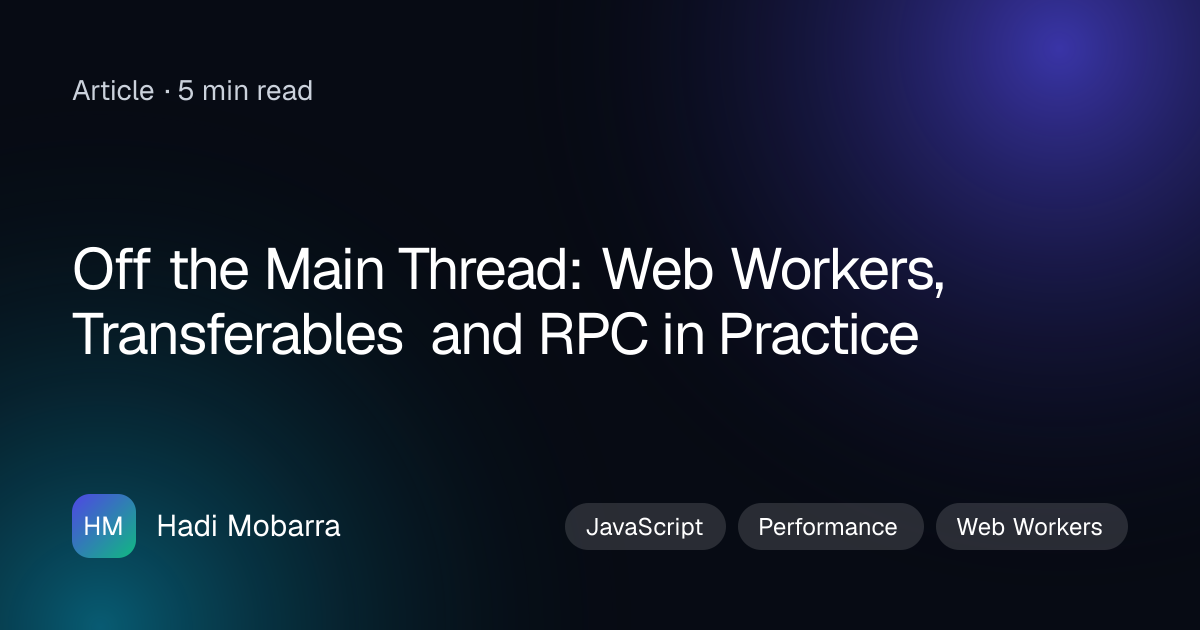 Article · 5 min read
Off the Main Thread: Web Workers,
Transferables and RPC in Practice
HM Hadi Mobarra
JavaScript Performance Web Workers